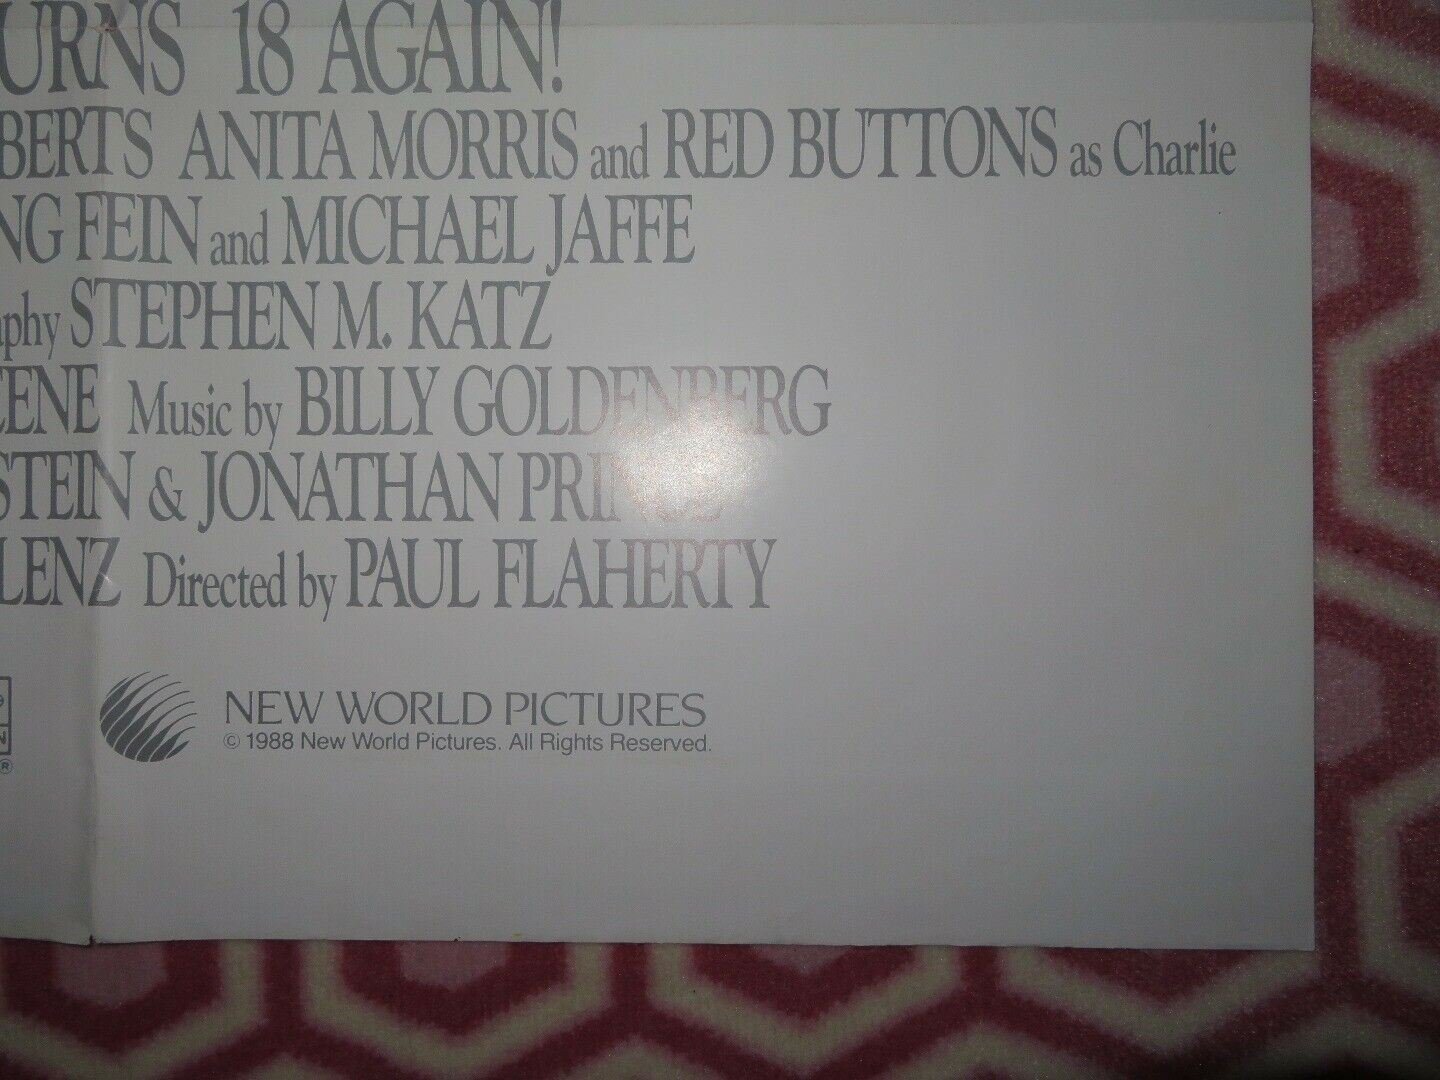 URNS 18 AGAIN!
BERTS ANITA MORRIS and RED BUTTONS as Charlie
NG FEIN and MICHAEL JAFFE
aphy STEPHEN M. KATZ
CENE Music by BILLY GOLDENBERG
STEIN & JONATHAN PRINCE
LENZ Directed by PAUL FLAHERTY
NEW WORLD PICTURES
© 1988 New World Pictures. All Rights Reserved.
®